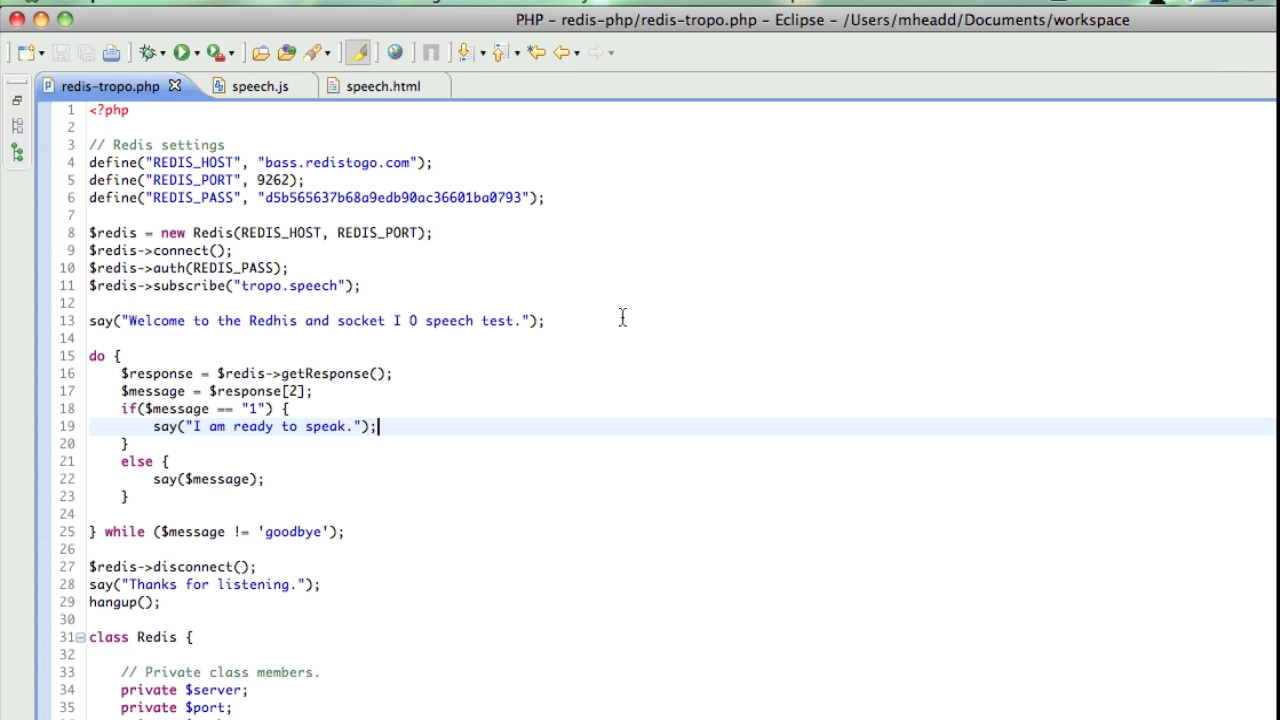 PHP - redis-php/redis-tropo.php - Eclipse - /Users/mheadd/Documents/workspace
redis-tropo.php speech.js speech.html
1 <?php
2
3 // Redis settings
4 define("REDIS_HOST", "bass.redistogo.com");
5 define("REDIS_PORT", 9262);
6 define("REDIS_PASS", "d5b565637b68a9edb90ac36601ba0793");
7
8 $redis = new Redis(REDIS_HOST, REDIS_PORT);
9 $redis->connect();
10 $redis->auth(REDIS_PASS);
11 $redis->subscribe("tropo.speech");
12
13 say("Welcome to the Redhis and socket I O speech test.");
14
15 do {
16 $response = $redis->getResponse();
17 $message = $response[2];
18 if($message == "1") {
19 say("I am ready to speak.");
20 }
21 else {
22 say($message);
23 }
24
25 } while ($message != 'goodbye');
26
27 $redis->disconnect();
28 say("Thanks for listening.");
29 hangup();
30
31 class Redis {
32
33 // Private class members.
34 private $server;
35 private $port;